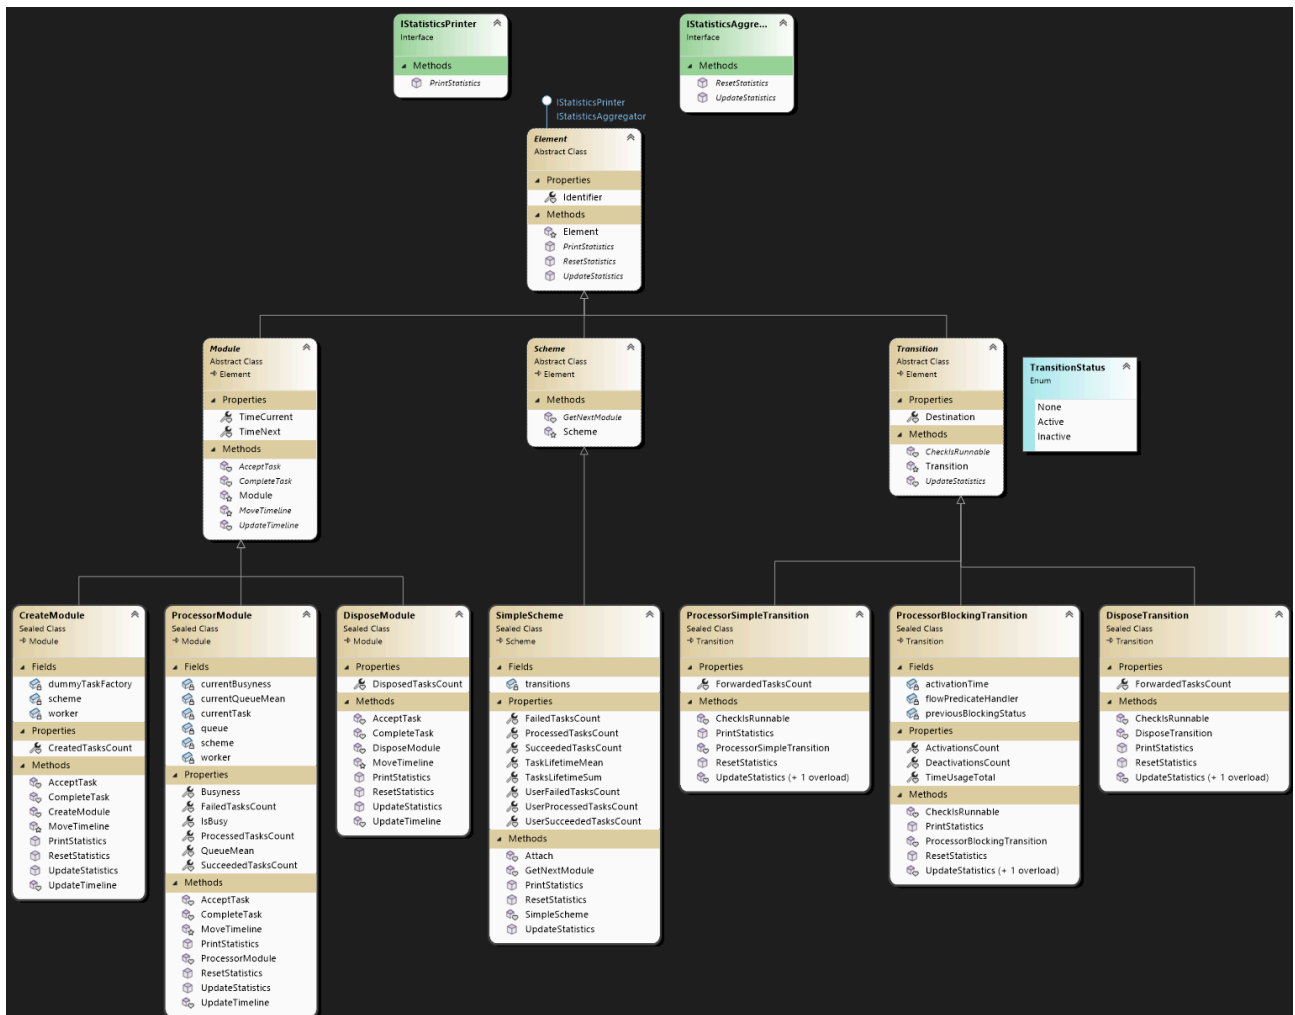 IStatisticsPrinter
Interface
Methods
PrintStatistics
IStatisticsAggre...
Interface
Methods
ResetStatistics
UpdateStatistics
IStatisticsPrinter
IStatisticsAggregator
Element
Abstract Class
Properties
Identifier
Methods
Element
PrintStatistics
ResetStatistics
UpdateStatistics
Module
Abstract Class
Element
Properties
TimeCurrent
TimeNext
Methods
AcceptTask
CompleteTask
Module
MoveTimeline
UpdateTimeline
Scheme
Abstract Class
Element
Methods
GetNextModule
Scheme
Transition
Abstract Class
Element
Properties
Destination
Methods
CheckIsRunnable
Transition
UpdateStatistics
TransitionStatus
Enum
None
Active
Inactive
CreateModule
Sealed Class
Module
Fields
dummyTaskFactory
scheme
worker
Properties
CreatedTasksCount
Methods
AcceptTask
CompleteTask
CreateModule
MoveTimeline
PrintStatistics
ResetStatistics
UpdateStatistics
UpdateTimeline
ProcessorModule
Sealed Class
Module
Fields
currentBusyness
currentQueueMean
currentTask
queue
scheme
worker
Properties
Busyness
FailedTasksCount
IsBusy
ProcessedTasksCount
QueueMean
SucceededTasksCount
Methods
AcceptTask
CompleteTask
MoveTimeline
PrintStatistics
ProcessorModule
ResetStatistics
UpdateStatistics
UpdateTimeline
DisposeModule
Sealed Class
Module
Properties
DisposedTasksCount
Methods
AcceptTask
CompleteTask
DisposeModule
MoveTimeline
PrintStatistics
ResetStatistics
UpdateStatistics
UpdateTimeline
SimpleScheme
Sealed Class
Scheme
Fields
transitions
Properties
FailedTasksCount
ProcessedTasksCount
SucceededTasksCount
TaskLifetimeMean
TasksLifetimeSum
UserFailedTasksCount
UserProcessedTasksCount
UserSucceededTasksCount
Methods
Attach
GetNextModule
PrintStatistics
ResetStatistics
SimpleScheme
UpdateStatistics
ProcessorSimpleTransition
Sealed Class
Transition
Properties
ForwardedTasksCount
Methods
CheckIsRunnable
PrintStatistics
ProcessorSimpleTransition
ResetStatistics
UpdateStatistics (+ 1 overload)
ProcessorBlockingTransition
Sealed Class
Transition
Fields
activationTime
flowPredicateHandler
previousBlockingStatus
Properties
ActivationsCount
DeactivationsCount
TimeUsageTotal
Methods
CheckIsRunnable
PrintStatistics
ProcessorBlockingTransition
ResetStatistics
UpdateStatistics (+ 1 overload)
DisposeTransition
Sealed Class
Transition
Properties
ForwardedTasksCount
Methods
CheckIsRunnable
DisposeTransition
PrintStatistics
ResetStatistics
UpdateStatistics (+ 1 overload)